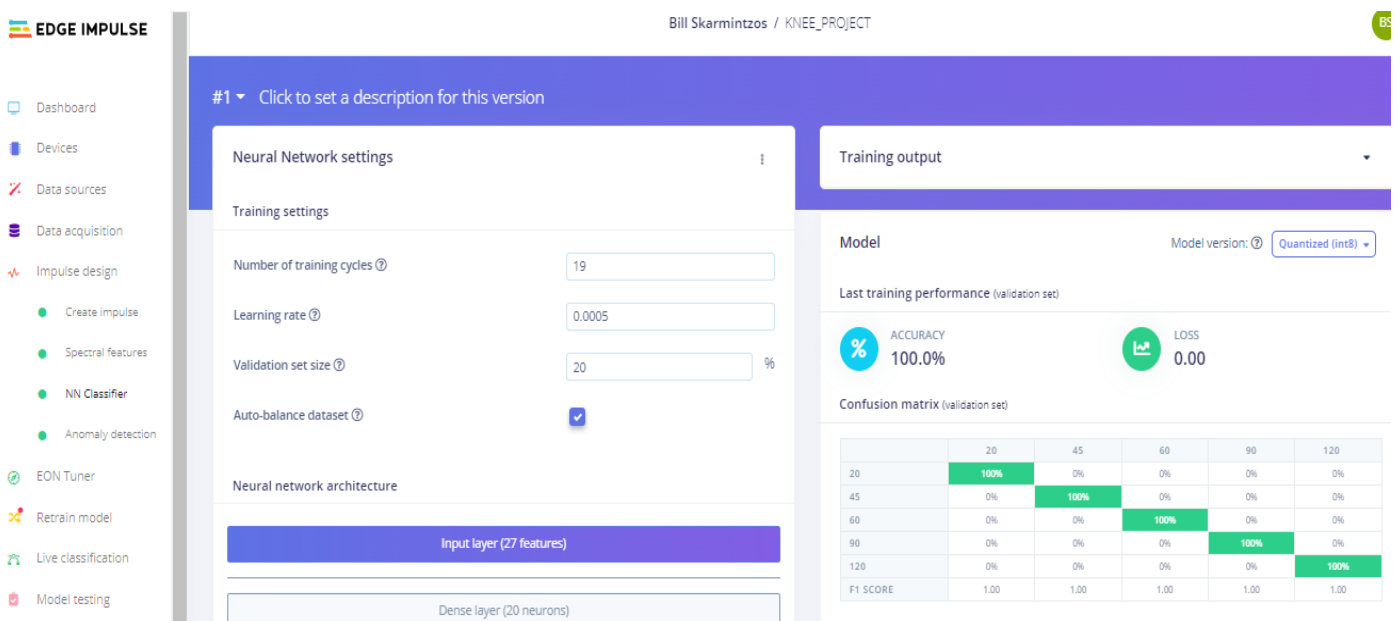 EDGE IMPULSE
Dashboard
Devices
Data sources
Data acquisition
Impulse design
Create impulse
Spectral features
NN Classifier
Anomaly detection
EON Tuner
Retrain model
Live classification
Model testing
Bill Skarmintzos / KNEE_PROJECT
BS
#1 Click to set a description for this version
Neural Network settings
Training settings
Number of training cycles ?
19
Learning rate ?
0.0005
Validation set size ?
20
%
Auto-balance dataset ?
Neural network architecture
Input layer (27 features)
Dense layer (20 neurons)
Training output
Model
Model version: ? Quantized (int8)
Last training performance (validation set)
%
ACCURACY
100.0%
LOSS
0.00
Confusion matrix (validation set)
20 45 60 90 120
20 100% 0% 0% 0% 0%
45 0% 100% 0% 0% 0%
60 0% 0% 100% 0% 0%
90 0% 0% 0% 100% 0%
120 0% 0% 0% 0% 100%
F1 SCORE 1.00 1.00 1.00 1.00 1.00